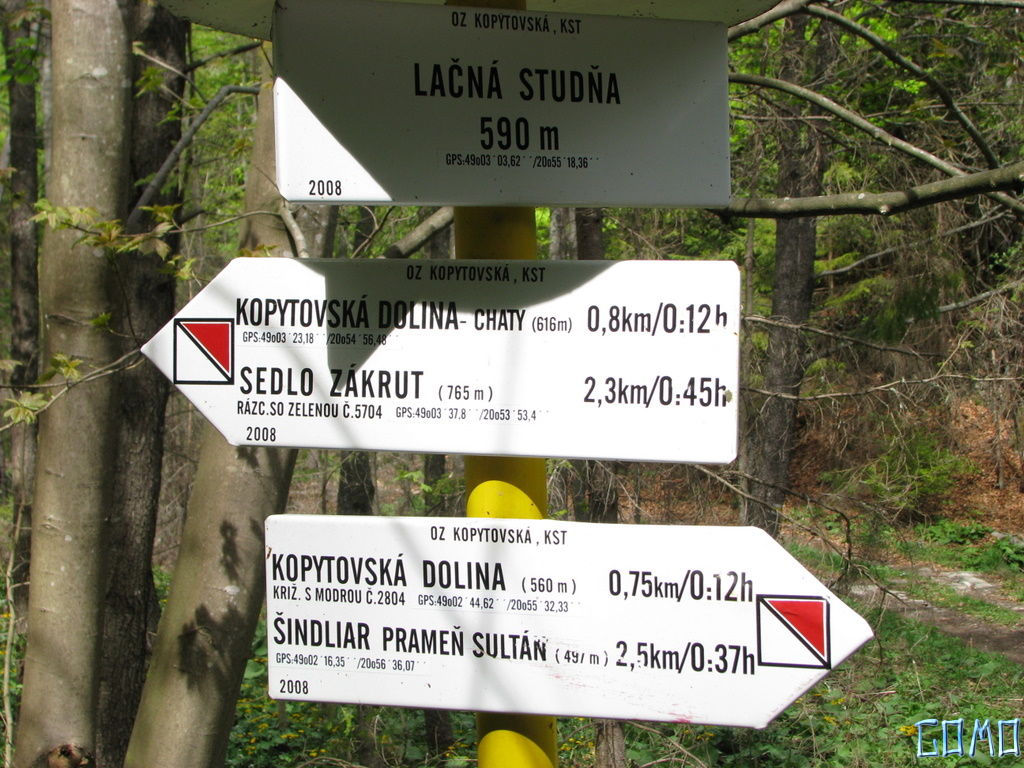 OZ KOPYTOVSKÁ, KST
LAČNÁ STUDŇA
590 m
GPS:49o03´03,62´´/20o55´18,36´´
2008
OZ KOPYTOVSKÁ, KST
KOPYTOVSKÁ DOLINA- CHATY (616m) 0,8km/0:12h
GPS:49o03´23,18´´/20o54´56,48´´
SEDLO ZÁKRUT (765 m) 2,3km/0:45h
RÁZC.SO ZELENOU Č.5704 GPS:49o03´37,8´´/20o53´53,4´´
2008
OZ KOPYTOVSKÁ, KST
KOPYTOVSKÁ DOLINA (560 m) 0,75km/0:12h
KRIŽ. S MODROU Č.2804 GPS:49o02´44,62´´/20o55´32,33´´
ŠINDLIAR PRAMEŇ SULTÁN (497 m) 2,5km/0:37h
GPS:49o02´16,35´´/20o56´36,07´´
2008
COMO